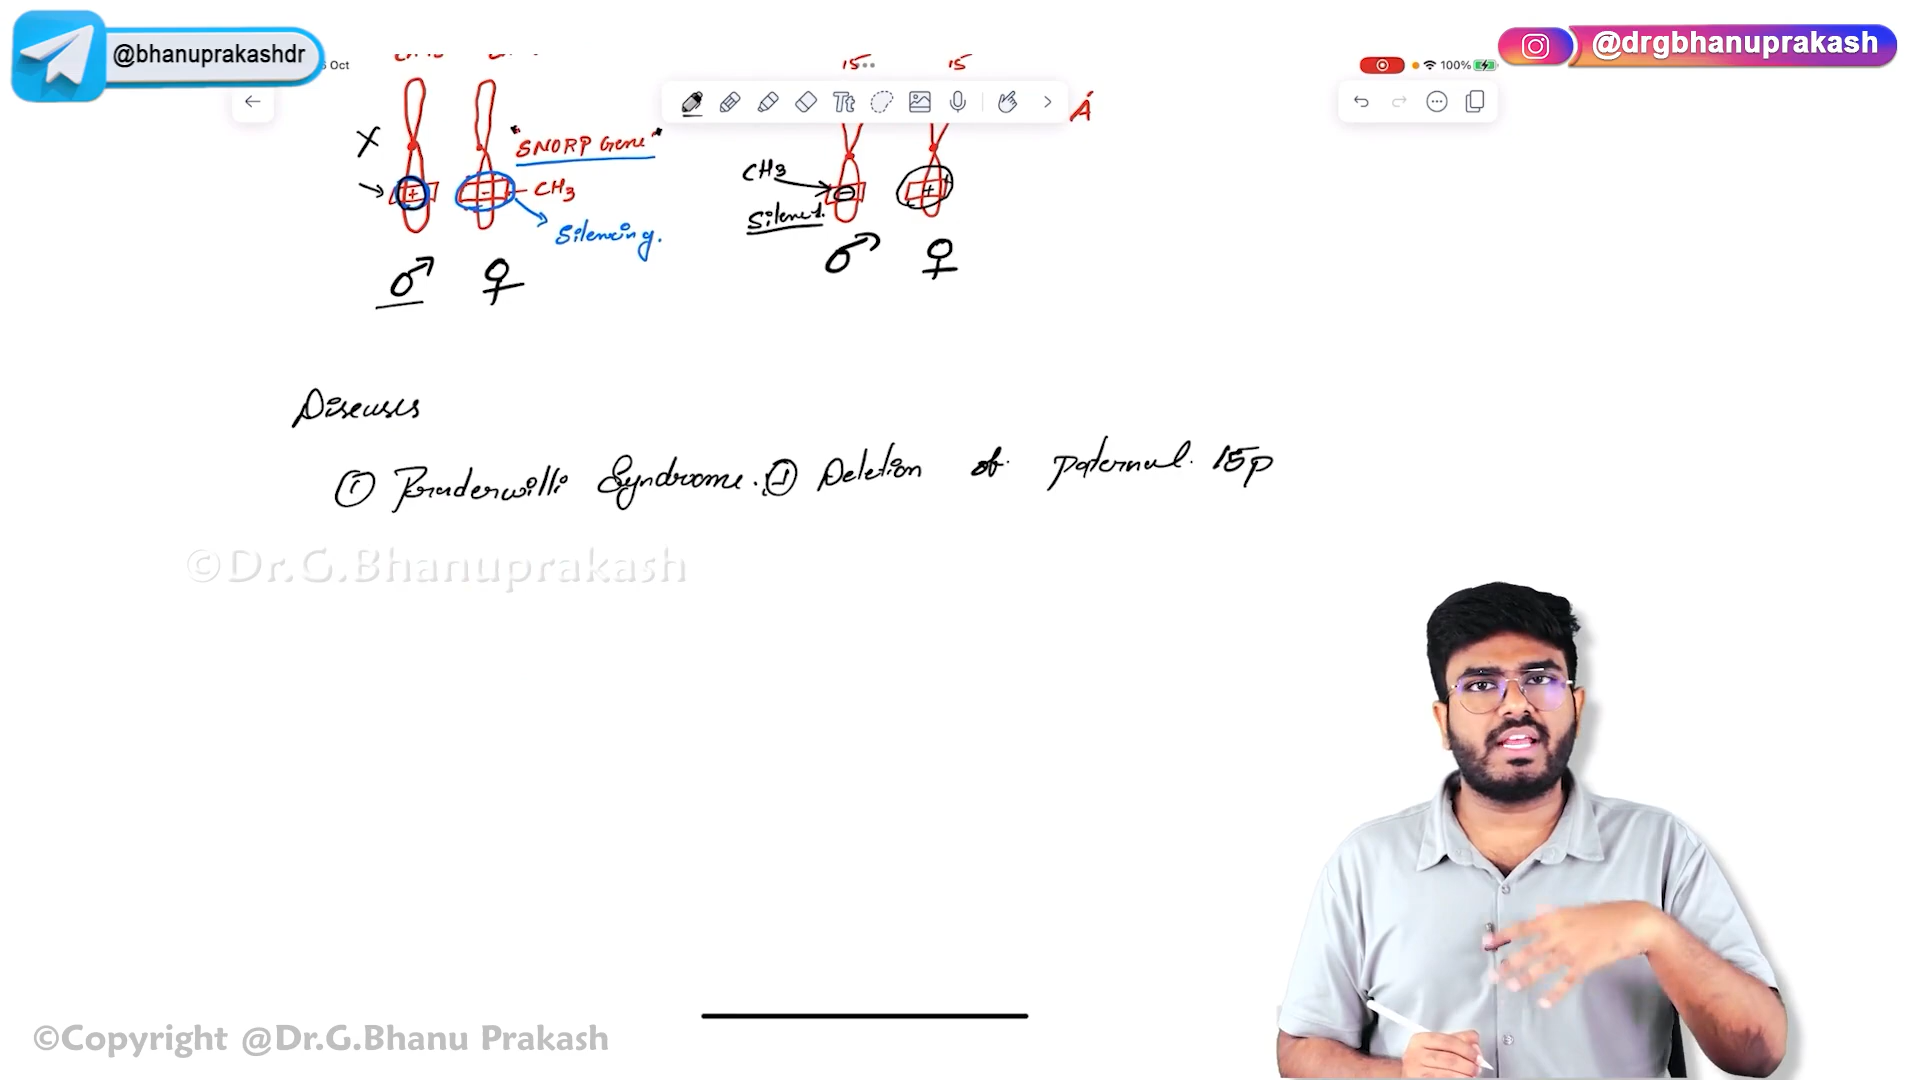 @bhanuprakashdr
@drgbhanuprakash
Oct
100%
15
15
Tt
X
"SNORP Gene"
+
-
CH3
Silencing.
CH3
Silenced.
-
+
♂ ♀
♂ ♀
A
Diseases
① Praderwilli Syndrome. ① Deletion of paternal. 15p
©Dr.G.Bhanuprakash
©Copyright @Dr.G.Bhanu Prakash